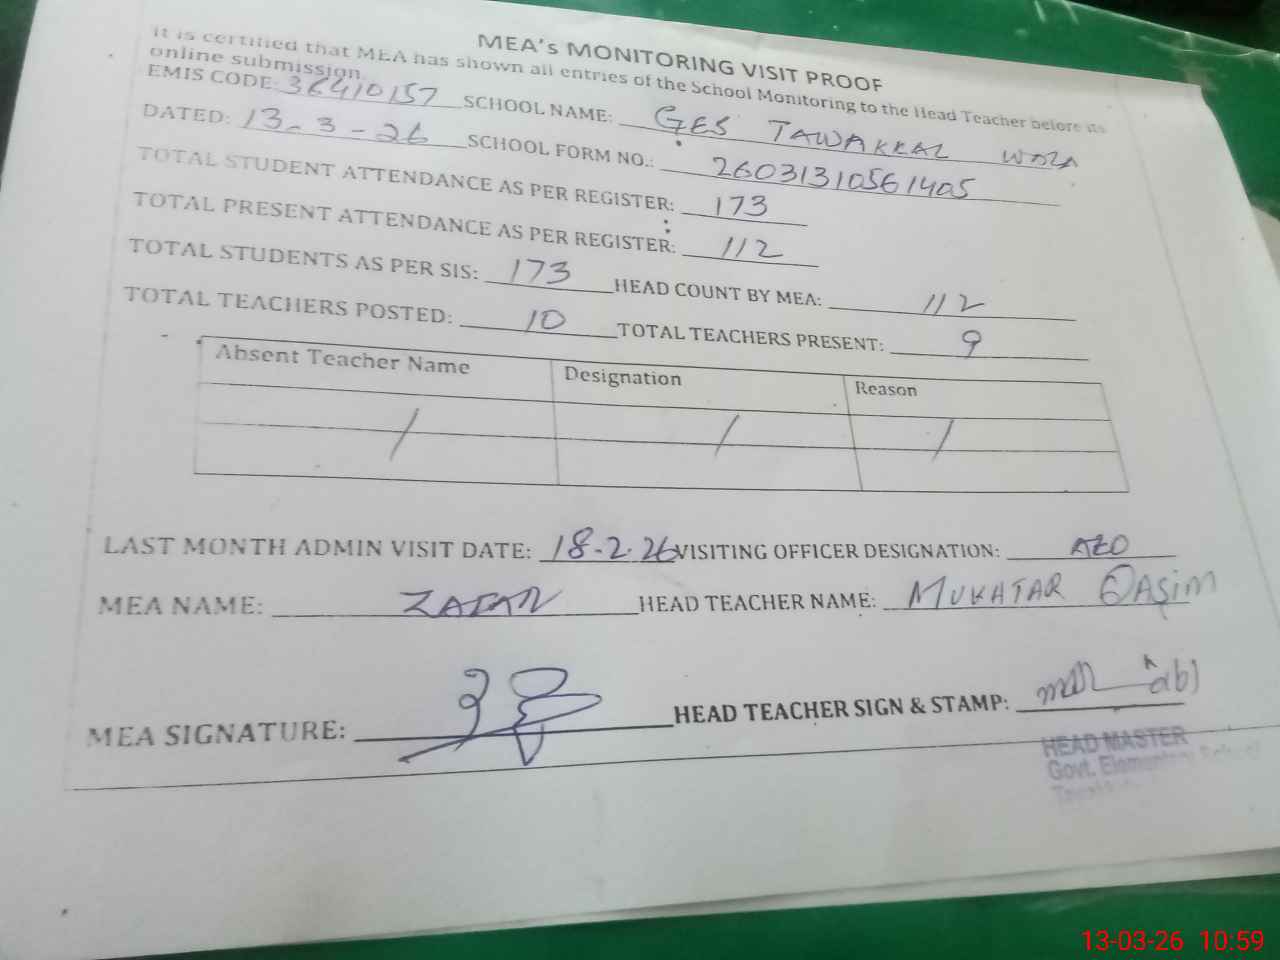 MEA's MONITORING VISIT PROOF
It is certified that MEA has shown all entries of the School Monitoring to the Head Teacher before its
online submission.
EMIS CODE: 36410157 SCHOOL NAME: GES TAWAKKAL
DATED: 13-3-26 SCHOOL FORM NO.: 26031310561405
TOTAL STUDENT ATTENDANCE AS PER REGISTER: 173
TOTAL PRESENT ATTENDANCE AS PER REGISTER: 112
TOTAL STUDENTS AS PER SIS: 173 HEAD COUNT BY MEA: 112
TOTAL TEACHERS POSTED: 10 TOTAL TEACHERS PRESENT: 9
Absent Teacher Name Designation Reason
/ / /
LAST MONTH ADMIN VISIT DATE: 18-2-26 VISITING OFFICER DESIGNATION: AEO
MEA NAME: ZAFAR HEAD TEACHER NAME: MUKHTAR QASIM
MEA SIGNATURE: HEAD TEACHER SIGN & STAMP:
HEAD MASTER
Govt. Elementary School
13-03-26 10:59